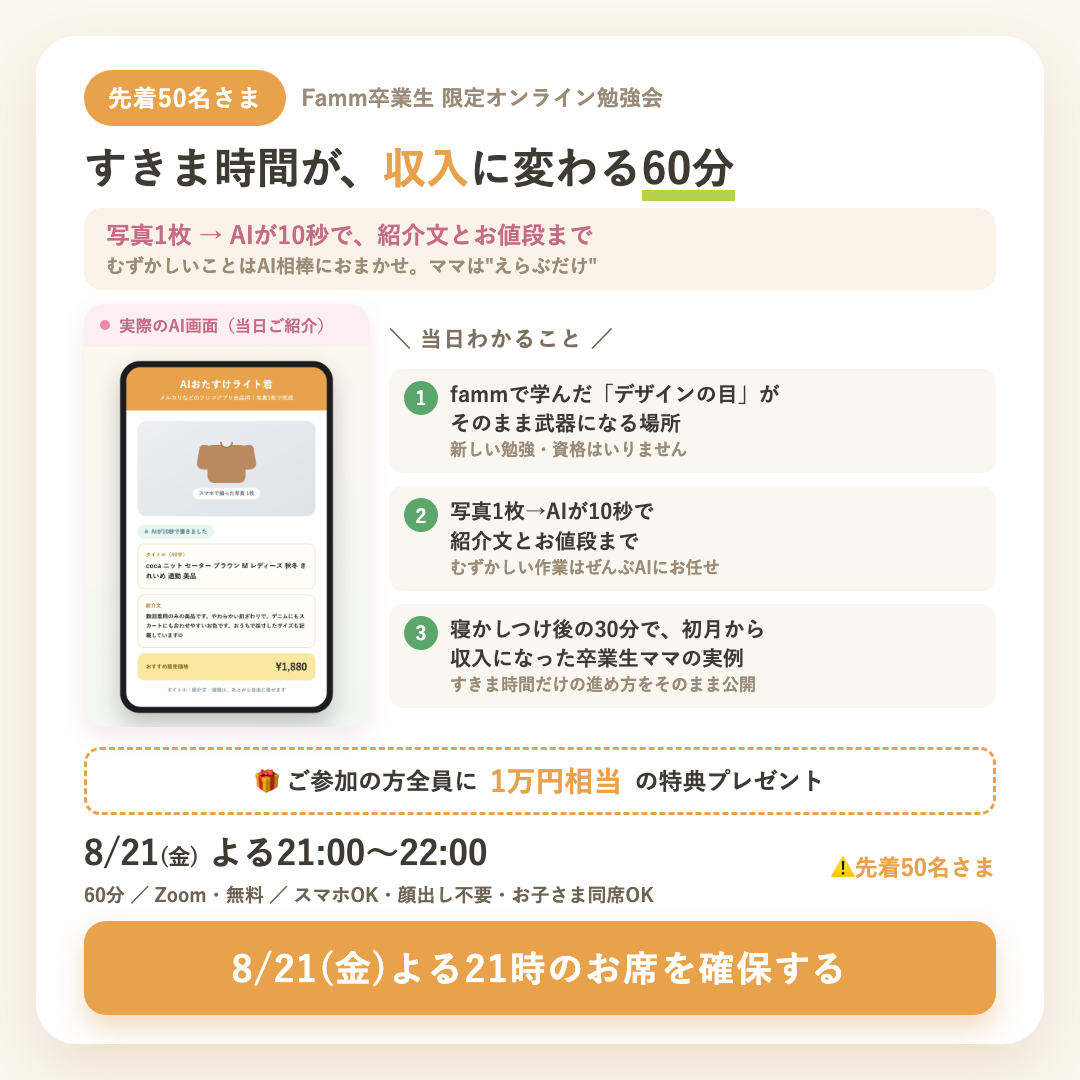 先着50名さま
Famm卒業生 限定オンライン勉強会
すきま時間が、収入に変わる60分
写真1枚 → AIが10秒で、紹介文とお値段まで
むずかしいことはAI相棒におまかせ。ママは"えらぶだけ"
実際のAI画面（当日ご紹介）
AIおたすけライト君
メルカリなどのフリマアプリ出品用｜写真1枚で完成
スマホで撮った写真 1枚
AIが10秒で書きました
タイトル（40字）
coca ニット セーター ブラウン M レディース 秋冬 き
れいめ 通勤 美品
紹介文
数回着用のみの美品です。やわらかい肌ざわりで、デニムにもス
カートにも合わせやすいお色です。おうちで採寸したサイズも記
載しています☺
おすすめ販売価格
¥1,880
タイトル・紹介文・価格は、あとから自由に直せます
＼ 当日わかること ／
1
fammで学んだ「デザインの目」が
そのまま武器になる場所
新しい勉強・資格はいりません
2
写真1枚→AIが10秒で
紹介文とお値段まで
むずかしい作業はぜんぶAIにお任せ
3
寝かしつけ後の30分で、初月から
収入になった卒業生ママの実例
すきま時間だけの進め方をそのまま公開
🎁 ご参加の方全員に 1万円相当 の特典プレゼント
8/21(金) よる21:00〜22:00
60分 ／ Zoom・無料 ／ スマホOK・顔出し不要・お子さま同席OK
⚠️先着50名さま
8/21(金)よる21時のお席を確保する